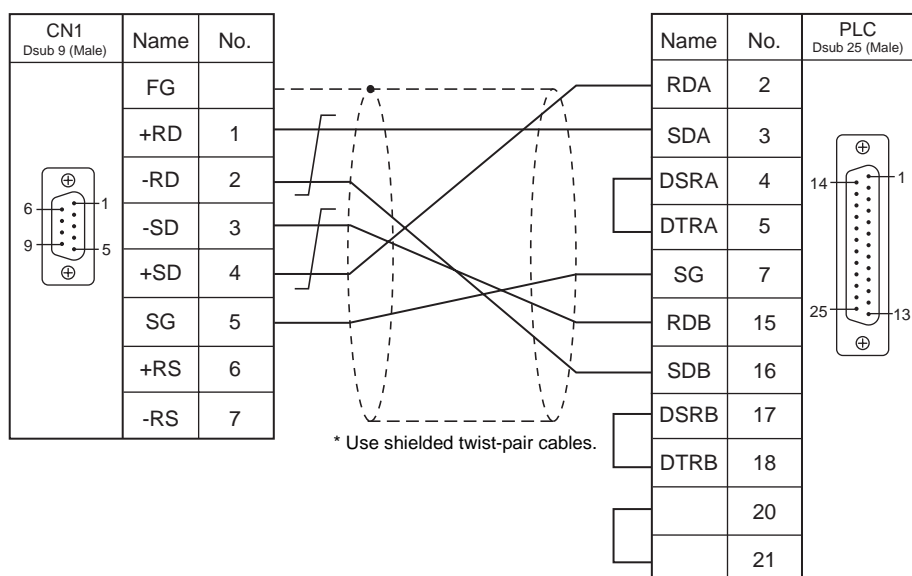 CN1
Dsub 9 (Male)
Name No.
FG
+RD 1
-RD 2
-SD 3
+SD 4
SG 5
+RS 6
-RS 7
6
1
9
5
* Use shielded twist-pair cables.
Name No.
PLC
Dsub 25 (Male)
RDA 2
SDA 3
DSRA 4
DTRA 5
SG 7
RDB 15
SDB 16
DSRB 17
DTRB 18
20
21
14
1
25
13